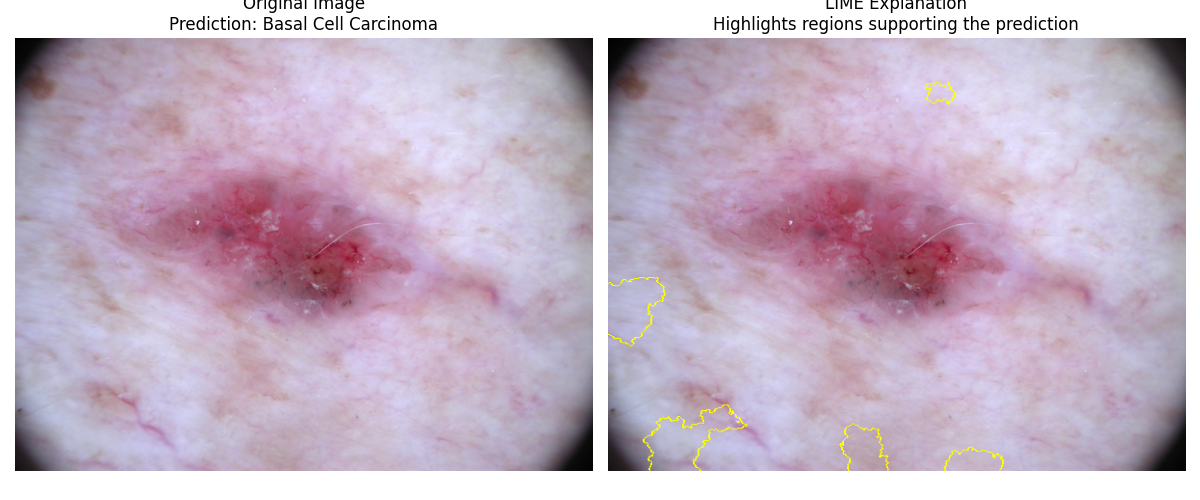 Original Image
Prediction: Basal Cell Carcinoma
LIME Explanation
Highlights regions supporting the prediction